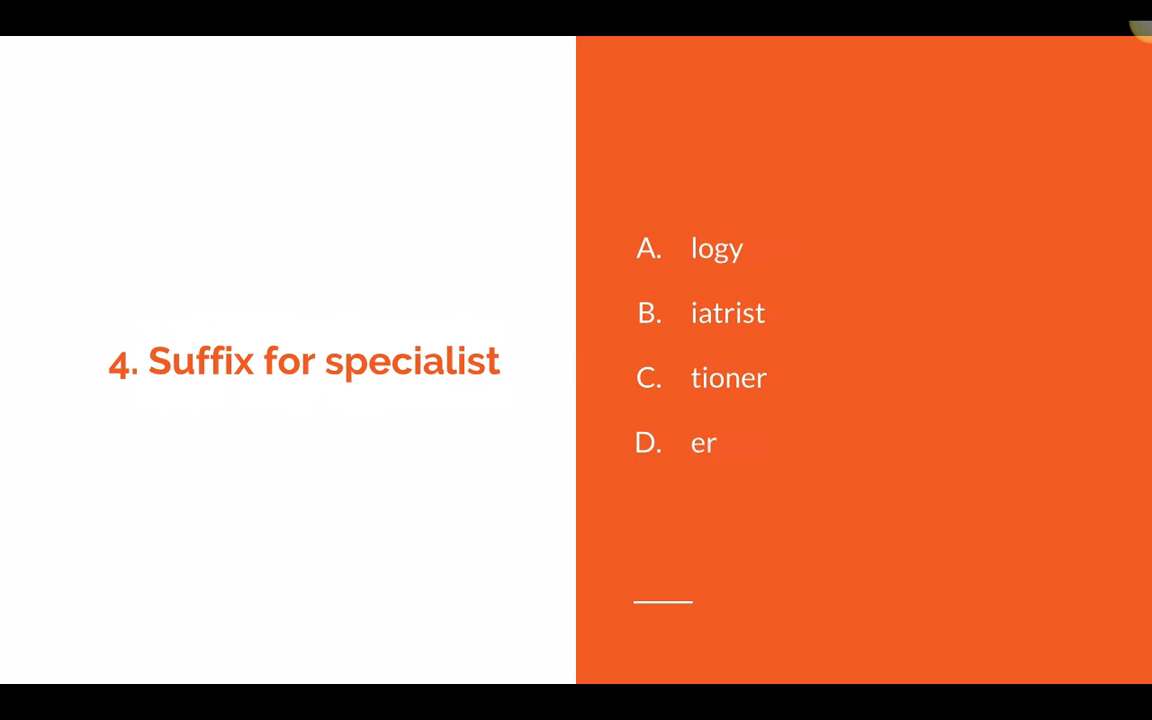 4. Suffix for specialist
A. logy
B. iatrist
C. tioner
D. er